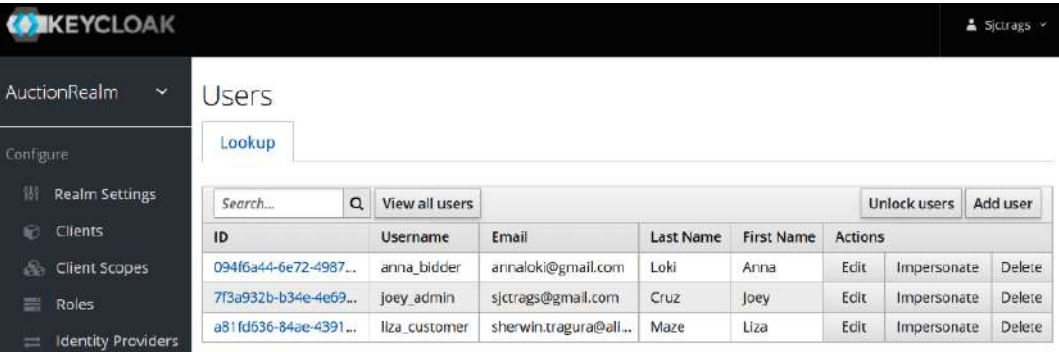 KEYCLOAK
Sjctrags
AuctionRealm
Configure
Realm Settings
Clients
Client Scopes
Roles
Identity Providers
Users
Lookup
Search...
View all users
Unlock users
Add user
ID Username Email Last Name First Name Actions
094f6a44-6e72-4987... anna_bidder annaloki@gmail.com Loki Anna Edit Impersonate Delete
7f3a932b-b34e-4e69... joey_admin sjctrags@gmail.com Cruz Joey Edit Impersonate Delete
a81fd636-84ae-4391... liza_customer sherwin.tragura@ali... Maze Liza Edit Impersonate Delete